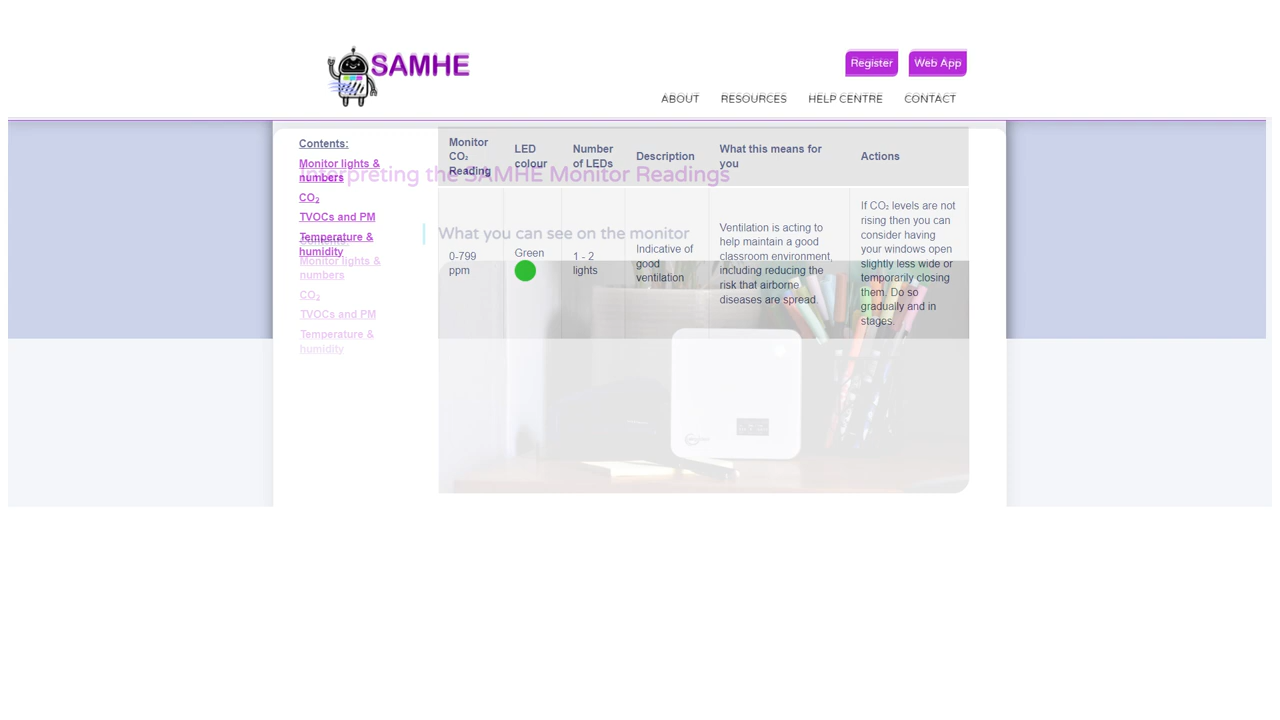 SAMHE
Register
Web App
ABOUT
RESOURCES
HELP CENTRE
CONTACT
Contents:
Monitor lights &
numbers
CO₂
TVOCs and PM
Temperature &
humidity
Contents:
Monitor lights &
numbers
CO₂
TVOCs and PM
Temperature &
humidity
Interpreting the SAMHE Monitor Readings
What you can see on the monitor
Monitor
CO₂
Reading
LED
colour
Number
of LEDs
Description
What this means for
you
Actions
0-799
ppm
Green
1 - 2
lights
Indicative of
good
ventilation
Ventilation is acting to
help maintain a good
classroom environment,
including reducing the
risk that airborne
diseases are spread
If CO₂ levels are not
rising then you can
consider having
your windows open
slightly less wide or
temporarily closing
them. Do so
gradually and in
stages.